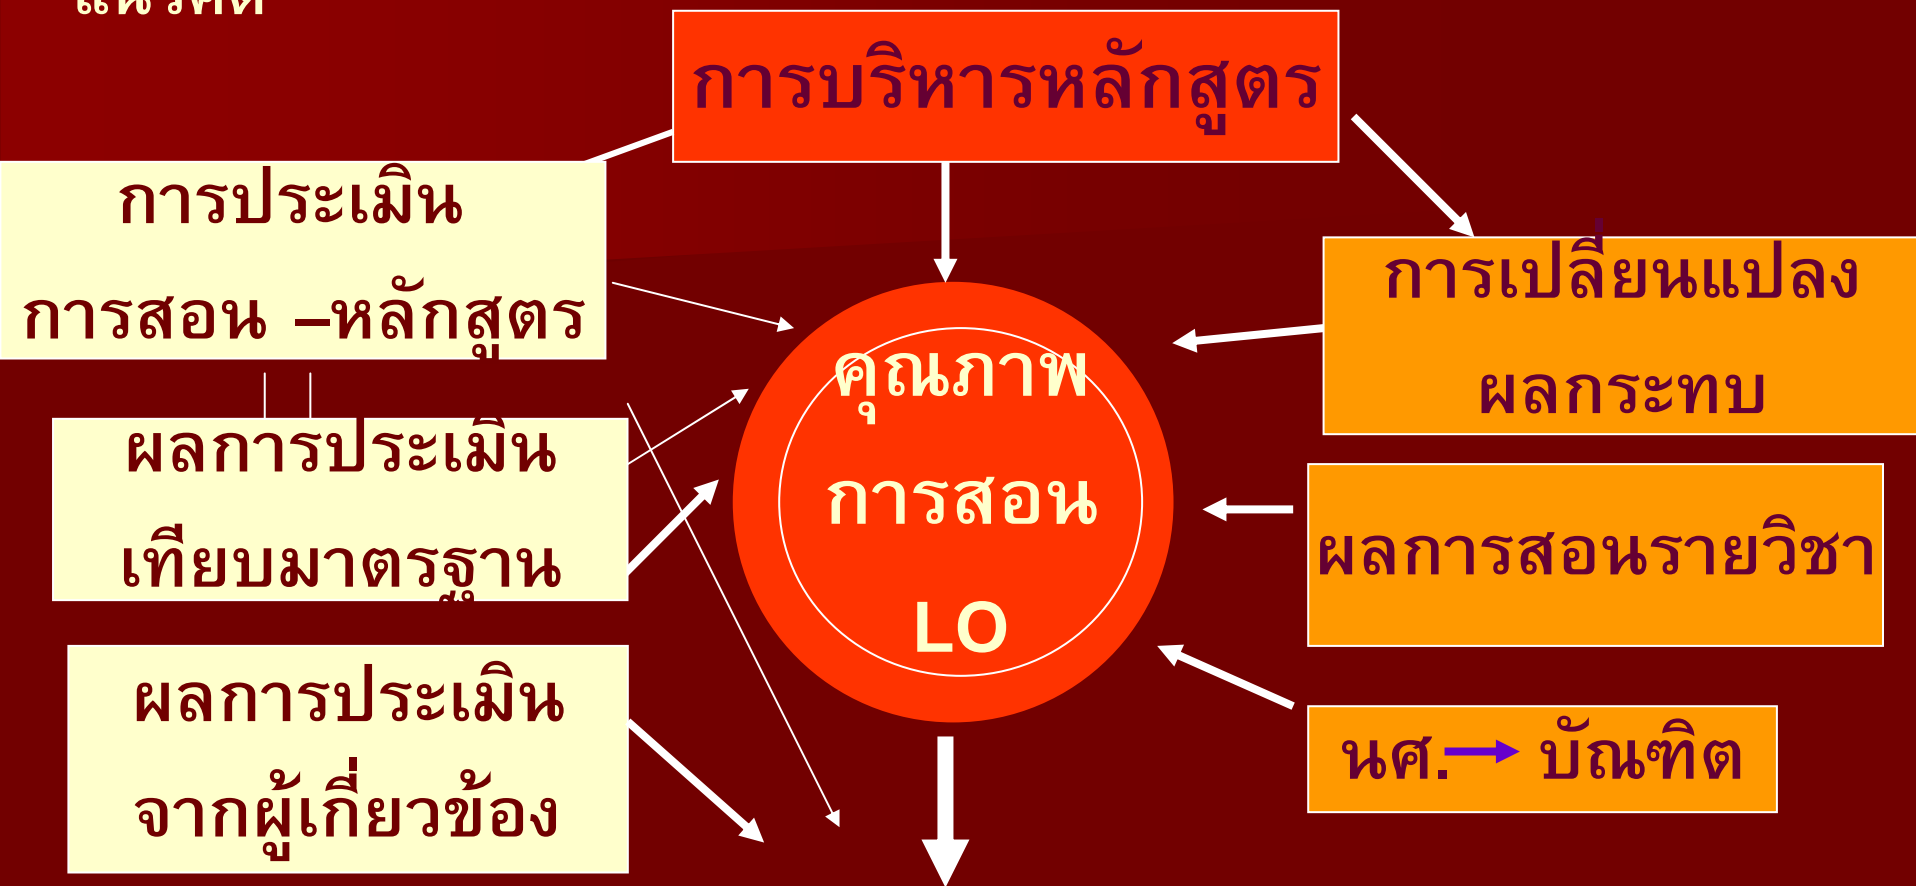 แนวคิด
การบริหารหลักสูตร
การประเมิน
การสอน –หลักสูตร
ผลการประเมิน
เทียบมาตรฐาน
ผลการประเมิน
จากผู้เกี่ยวข้อง
คุณภาพ
การสอน
LO
การเปลี่ยนแปลง
ผลกระทบ
ผลการสอนรายวิชา
นศ.→ บัณฑิต